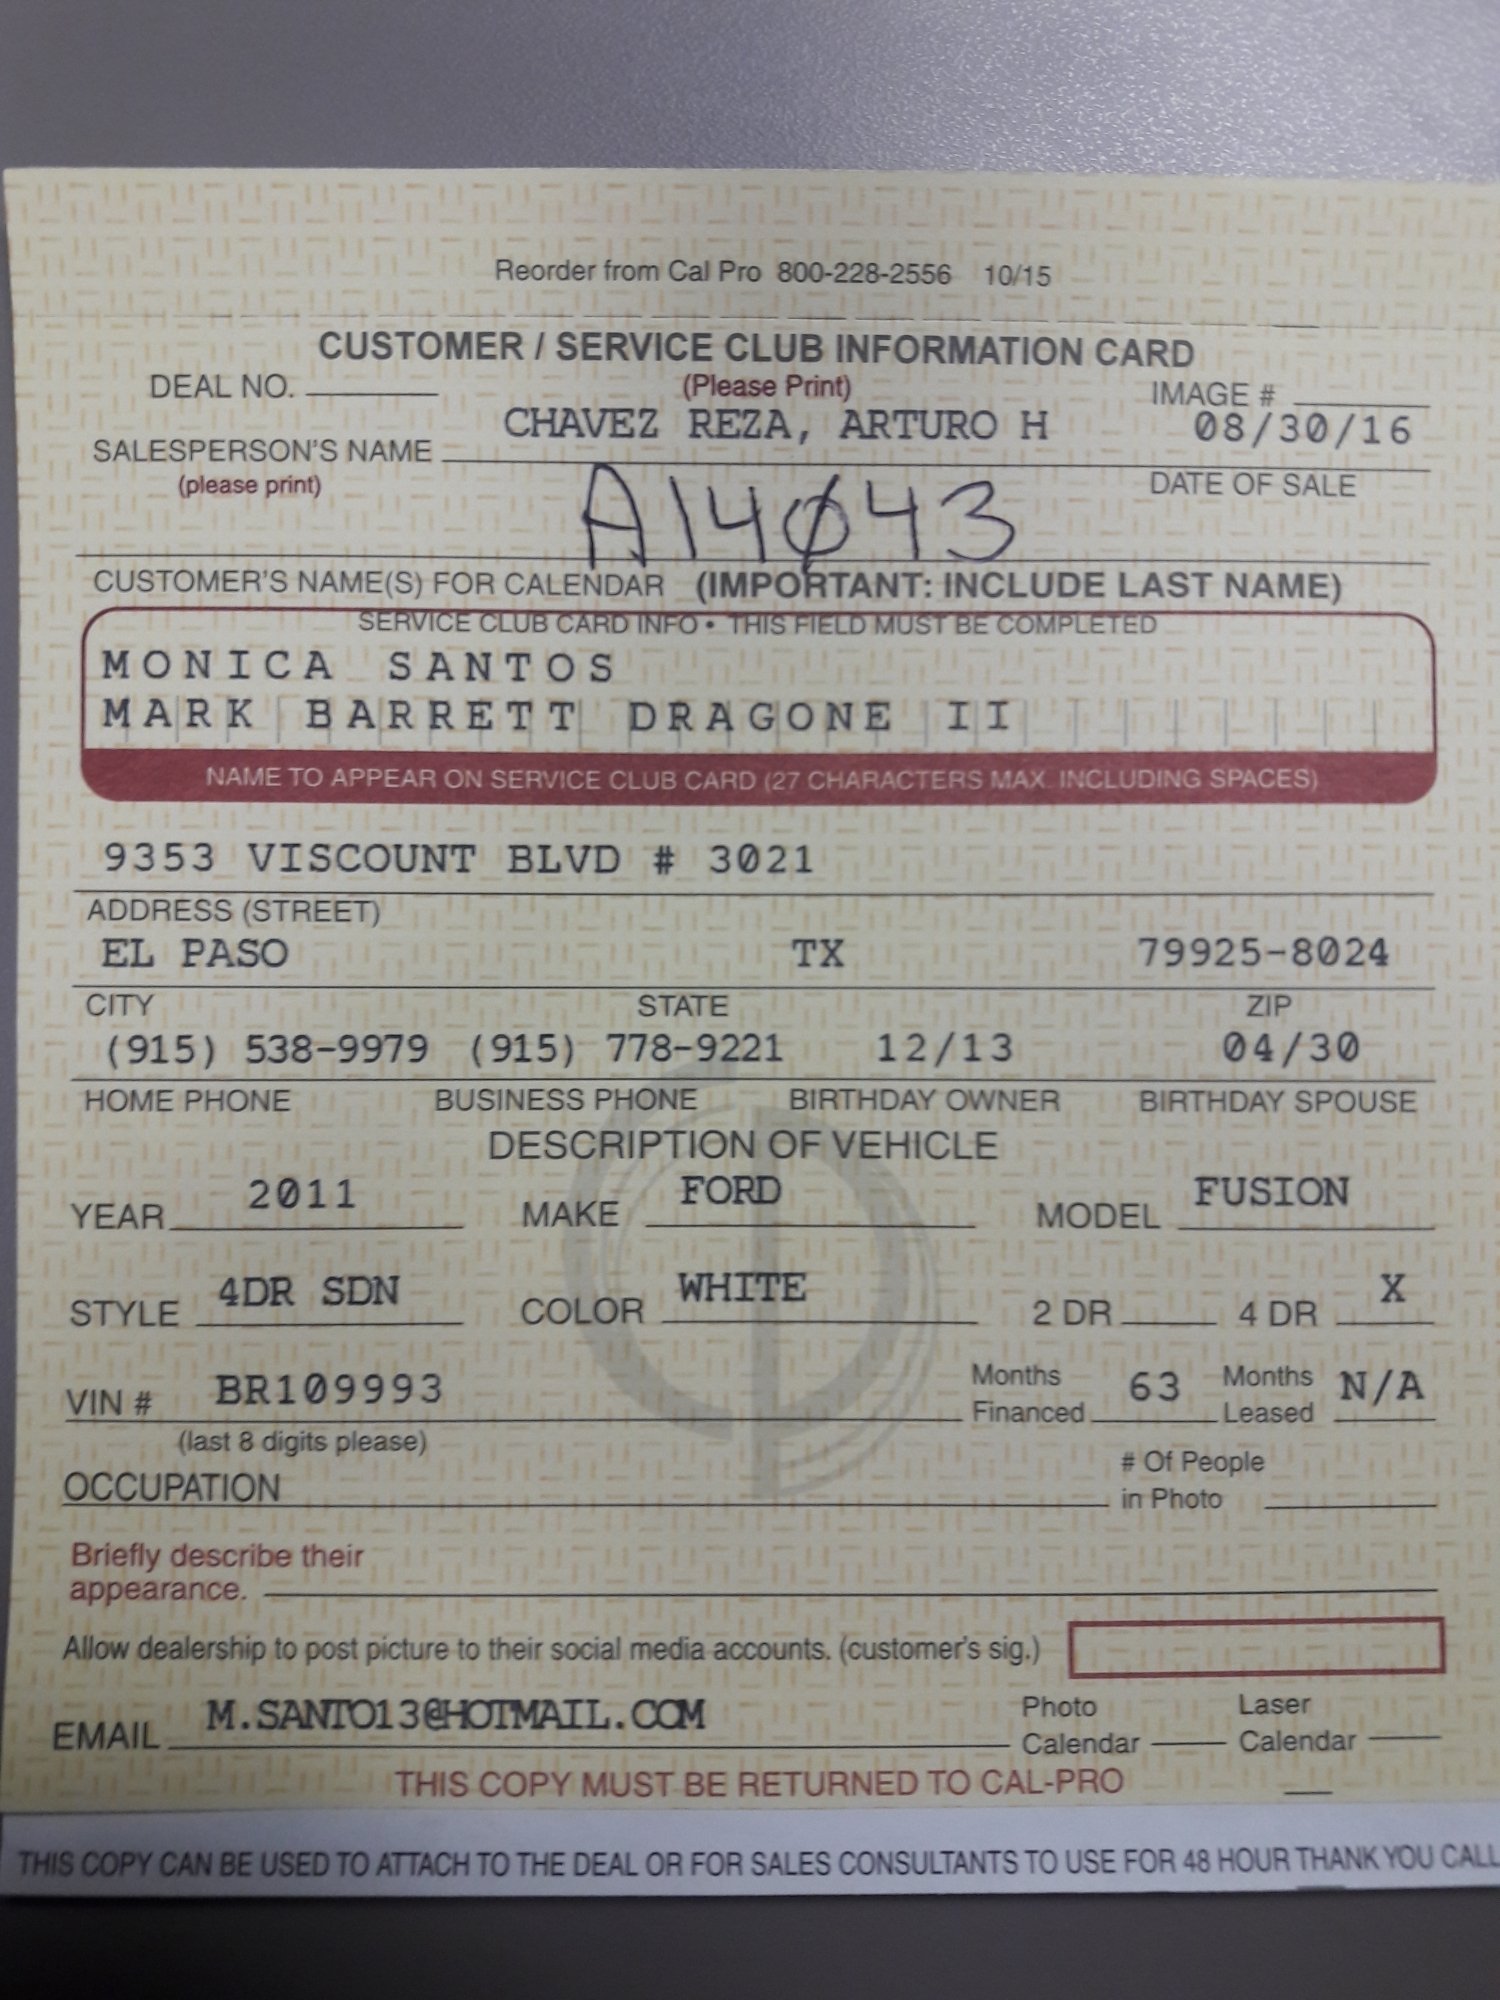 Reorder from Cal Pro 800-228-2556 10/15
CUSTOMER / SERVICE CLUB INFORMATION CARD
DEAL NO. (Please Print) IMAGE #
SALESPERSON'S NAME CHAVEZ REZA, ARTURO H 08/30/16
(please print) DATE OF SALE
A14043
CUSTOMER'S NAME(S) FOR CALENDAR (IMPORTANT: INCLUDE LAST NAME)
SERVICE CLUB CARD INFO • THIS FIELD MUST BE COMPLETED
MONICA SANTOS
MARK BARRETT DRAGONE II
NAME TO APPEAR ON SERVICE CLUB CARD (27 CHARACTERS MAX. INCLUDING SPACES)
9353 VISCOUNT BLVD # 3021
ADDRESS (STREET)
EL PASO TX 79925-8024
CITY STATE ZIP
(915) 538-9979 (915) 778-9221 12/13 04/30
HOME PHONE BUSINESS PHONE BIRTHDAY OWNER BIRTHDAY SPOUSE
DESCRIPTION OF VEHICLE
YEAR 2011 MAKE FORD MODEL FUSION
STYLE 4DR SDN COLOR WHITE 2 DR 4 DR X
VIN # BR109993 Months Financed 63 Months Leased N/A
(last 8 digits please)
OCCUPATION # Of People in Photo
Briefly describe their
appearance.
Allow dealership to post picture to their social media accounts. (customer's sig.)
EMAIL M.SANTO13@HOTMAIL.COM Photo Calendar Laser Calendar
THIS COPY MUST BE RETURNED TO CAL-PRO
THIS COPY CAN BE USED TO ATTACH TO THE DEAL OR FOR SALES CONSULTANTS TO USE FOR 48 HOUR THANK YOU CALL